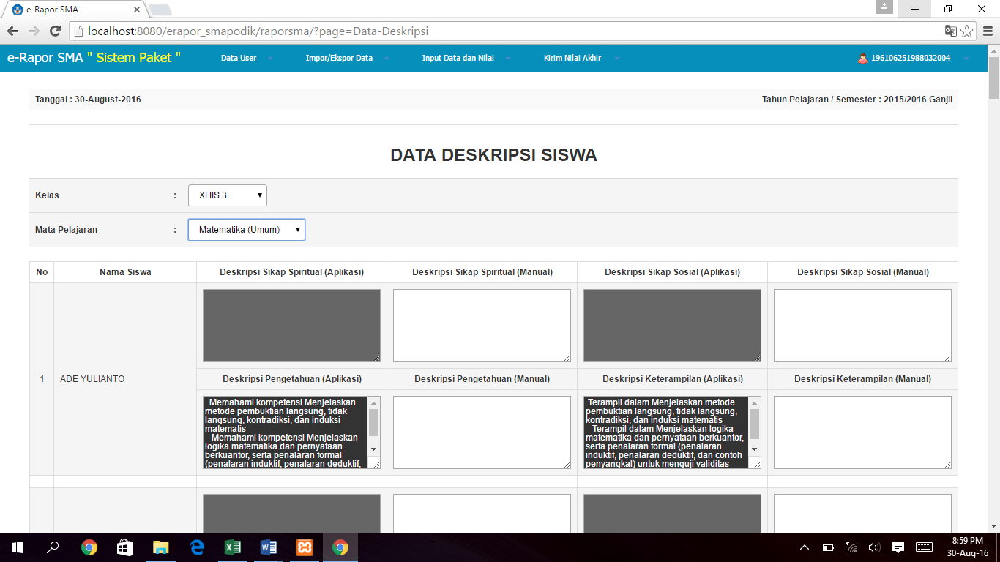 e-Rapor SMA
localhost:8080/erapor_smapodik/raporsma/?page=Data-Deskripsi
e-Rapor SMA " Sistem Paket " Data User Impor/Ekspor Data Input Data dan Nilai Kirim Nilai Akhir 196106251988032004
Tanggal : 30-August-2016 Tahun Pelajaran / Semester : 2015/2016 Ganjil
DATA DESKRIPSI SISWA
Kelas : XI IIS 3
Mata Pelajaran : Matematika (Umum)
No Nama Siswa Deskripsi Sikap Spiritual (Aplikasi) Deskripsi Sikap Spiritual (Manual) Deskripsi Sikap Sosial (Aplikasi) Deskripsi Sikap Sosial (Manual)
1 ADE YULIANTO Deskripsi Pengetahuan (Aplikasi) Deskripsi Pengetahuan (Manual) Deskripsi Keterampilan (Aplikasi) Deskripsi Keterampilan (Manual)
Memahami kompetensi Menjelaskan
metode pembuktian langsung, tidak
langsung, kontradiksi, dan induksi
matematis
Memahami kompetensi Menjelaskan
logika matematika dan pernyataan
berkuantor, serta penalaran formal
(penalaran induktif, penalaran deduktif,
Terampil dalam Menjelaskan metode
pembuktian langsung, tidak langsung,
kontradiksi, dan induksi matematis
Terampil dalam Menjelaskan logika
matematika dan pernyataan berkuantor,
serta penalaran formal (penalaran
induktif, penalaran deduktif, dan contoh
penyangkal) untuk menguji validitas
8:59 PM
30-Aug-16